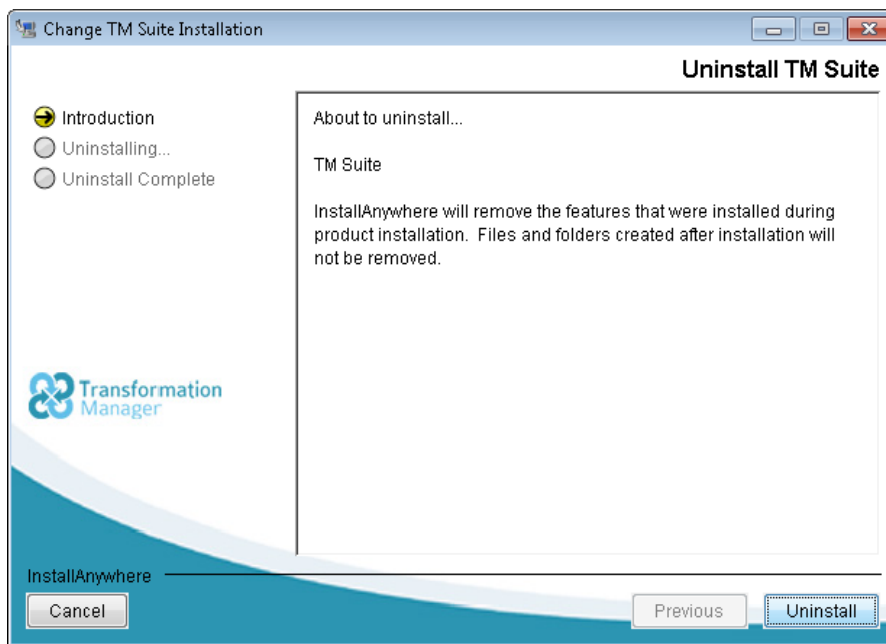 Change TM Suite Installation
Uninstall TM Suite
Introduction
Uninstalling...
Uninstall Complete
About to uninstall...
TM Suite
InstallAnywhere will remove the features that were installed during
product installation.  Files and folders created after installation will
not be removed.
Transformation
Manager
InstallAnywhere
Cancel
Previous
Uninstall